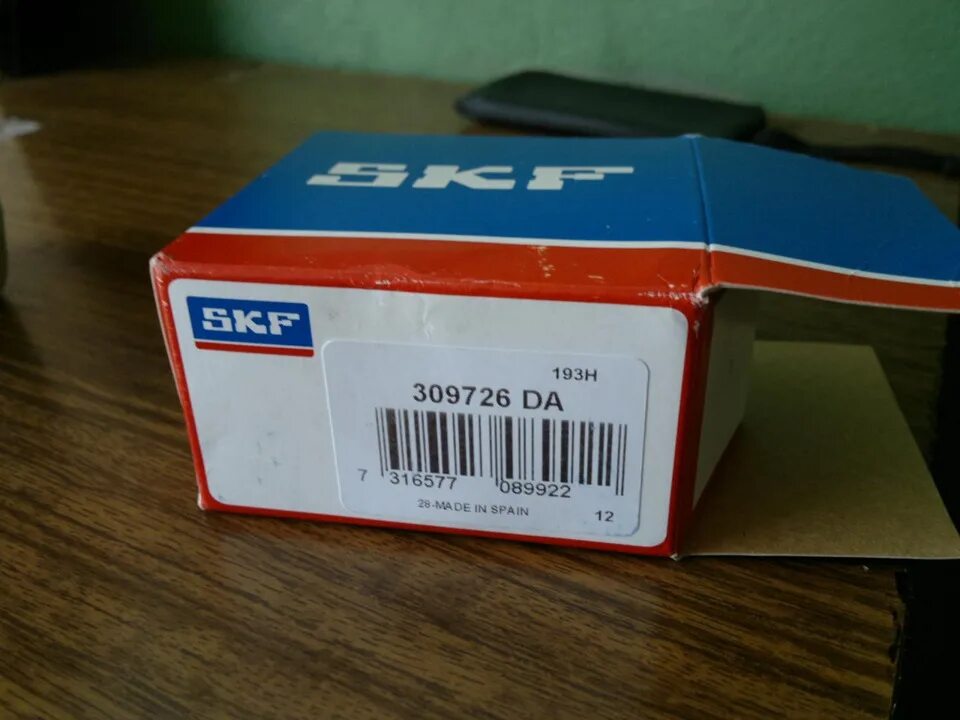 SKF
SKF
193H
309726 DA
7 316577 089922
28-MADE IN SPAIN
12